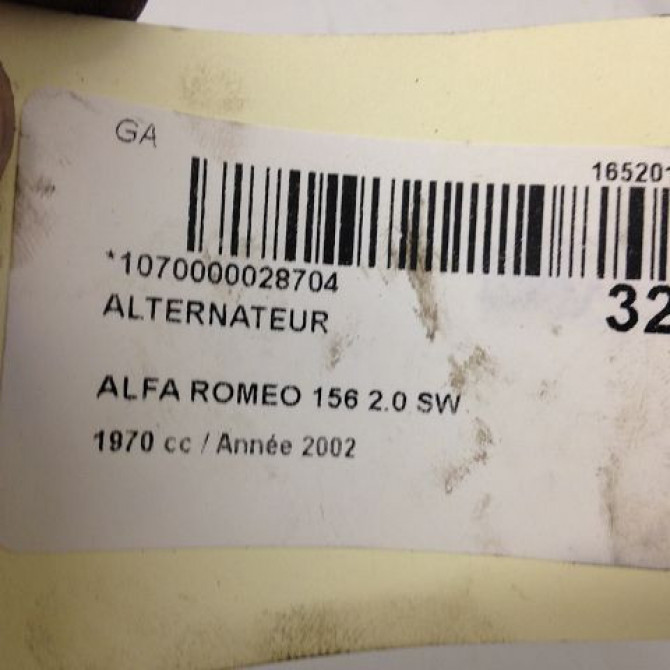 GA
165201
*1070000028704
32
ALTERNATEUR
ALFA ROMEO 156 2.0 SW
1970 cc / Année 2002